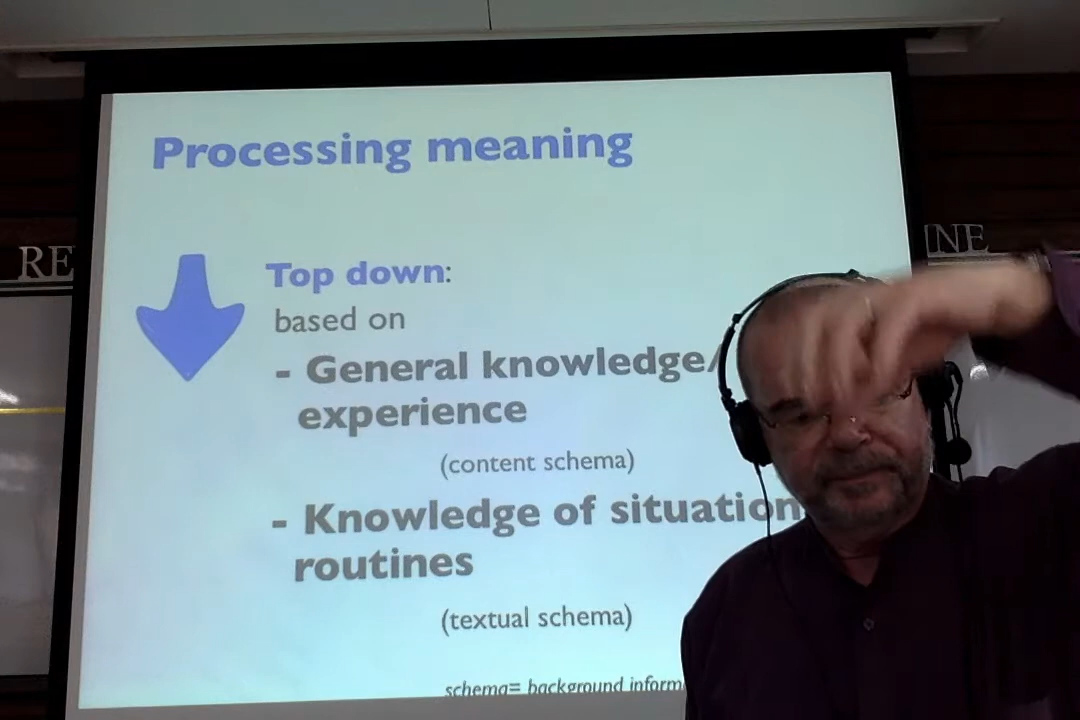 Processing meaning
RE
NE
Top down:
based on
- General knowledge/
experience
(content schema)
- Knowledge of situation
routines
(textual schema)
schema= background inform